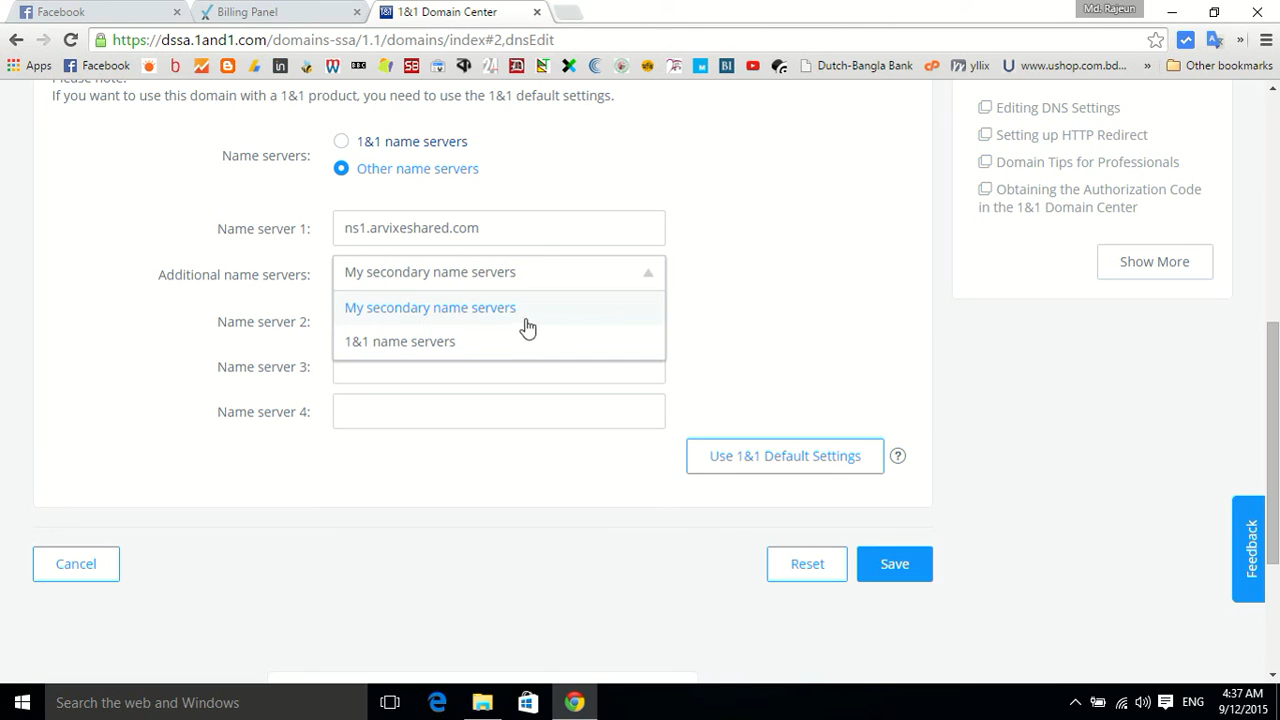 Facebook
Billing Panel
1&1 Domain Center
Md. Rajeun
https://dssa.1and1.com/domains-ssa/1.1/domains/index#2,dnsEdit
Apps
Facebook
Dutch-Bangla Bank
yllix
www.ushop.com.bd...
Other bookmarks
Please note:
If you want to use this domain with a 1&1 product, you need to use the 1&1 default settings.
Name servers:
1&1 name servers
Other name servers
Name server 1:
ns1.arvixeshared.com
Additional name servers:
My secondary name servers
My secondary name servers
1&1 name servers
Name server 2:
Name server 3:
Name server 4:
Use 1&1 Default Settings
?
Cancel
Reset
Save
Editing DNS Settings
Setting up HTTP Redirect
Domain Tips for Professionals
Obtaining the Authorization Code
in the 1&1 Domain Center
Show More
Feedback
Search the web and Windows
ENG
4:37 AM
9/12/2015